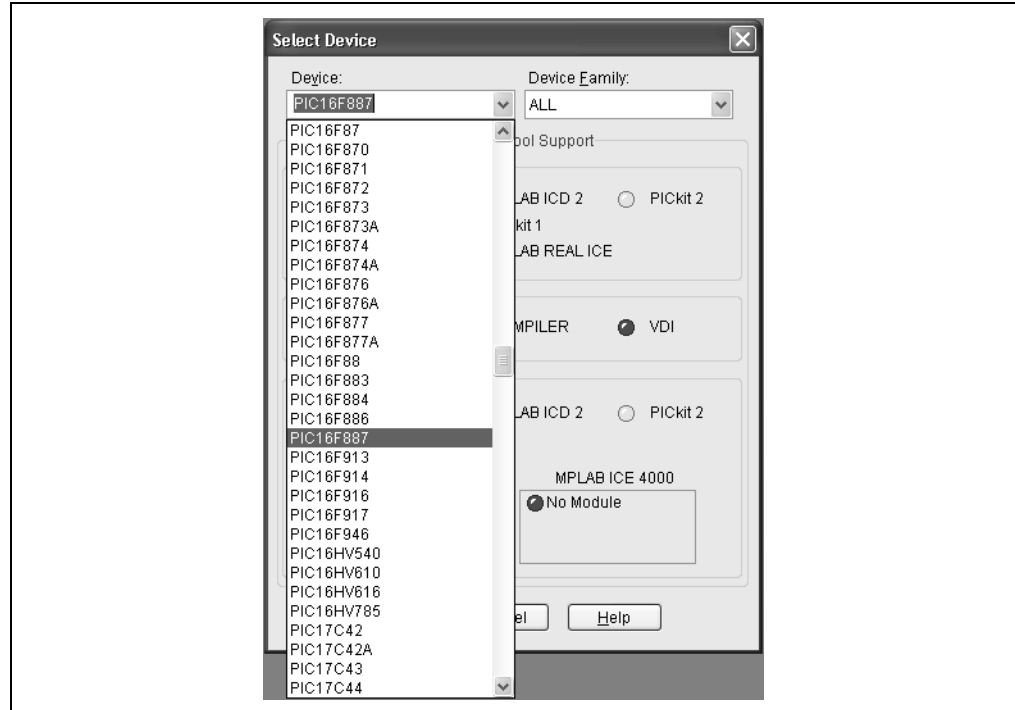 Select Device
Device:
Device Family:
PIC16F887
ALL
PIC16F87
PIC16F870
PIC16F871
PIC16F872
PIC16F873
PIC16F873A
PIC16F874
PIC16F874A
PIC16F876
PIC16F876A
PIC16F877
PIC16F877A
PIC16F88
PIC16F883
PIC16F884
PIC16F886
PIC16F887
PIC16F913
PIC16F914
PIC16F916
PIC16F917
PIC16F946
PIC16HV540
PIC16HV610
PIC16HV616
PIC16HV785
PIC17C42
PIC17C42A
PIC17C43
PIC17C44
ool Support
LAB ICD 2
PICkit 2
kit 1
LAB REAL ICE
MPILER
VDI
LAB ICD 2
PICkit 2
MPLAB ICE 4000
No Module
el
Help